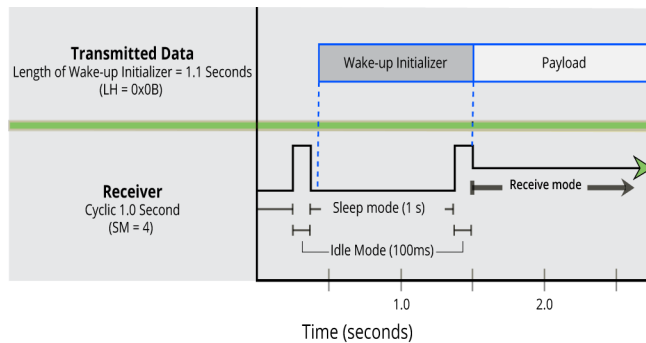 Transmitted Data
Length of Wake-up Initializer = 1.1 Seconds
(LH = 0x0B)
Wake-up Initializer
Payload
Receiver
Cyclic 1.0 Second
(SM = 4)
Receive mode
Sleep mode (1 s)
Idle Mode (100ms)
1.0
2.0
Time (seconds)